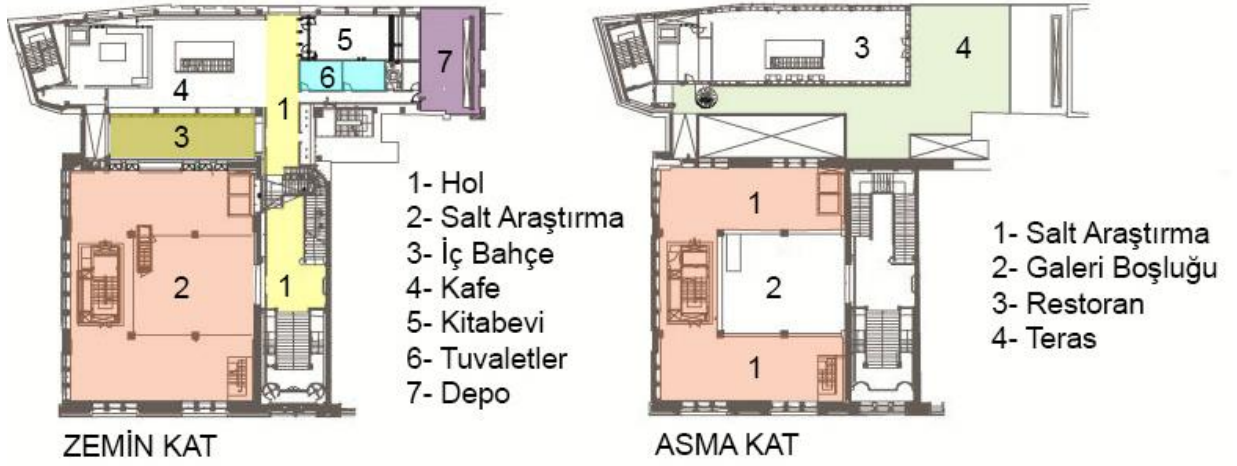 5
7
6
4
1
3
2
1
1- Hol
2- Salt Araştırma
3- İç Bahçe
4- Kafe
5- Kitabevi
6- Tuvaletler
7- Depo
ZEMİN KAT
3
4
1
2
1
1- Salt Araştırma
2- Galeri Boşluğu
3- Restoran
4- Teras
ASMA KAT